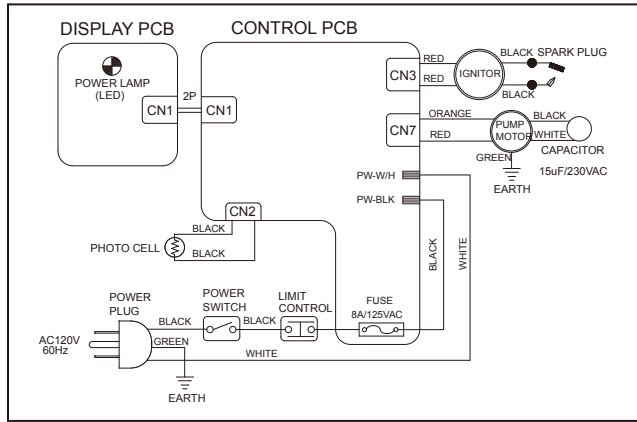 DISPLAY PCB
CONTROL PCB
POWER LAMP
(LED)
2P
CN1
CN1
CN3
RED
RED
IGNITOR
BLACK
SPARK PLUG
BLACK
CN7
ORANGE
RED
PUMP
MOTOR
BLACK
WHITE
CAPACITOR
15uF/230VAC
GREEN
EARTH
PW-W/H
PW-BLK
CN2
BLACK
BLACK
PHOTO CELL
BLACK
WHITE
POWER
PLUG
POWER
SWITCH
LIMIT
CONTROL
FUSE
8A/125VAC
AC120V
60Hz
BLACK
BLACK
GREEN
WHITE
EARTH